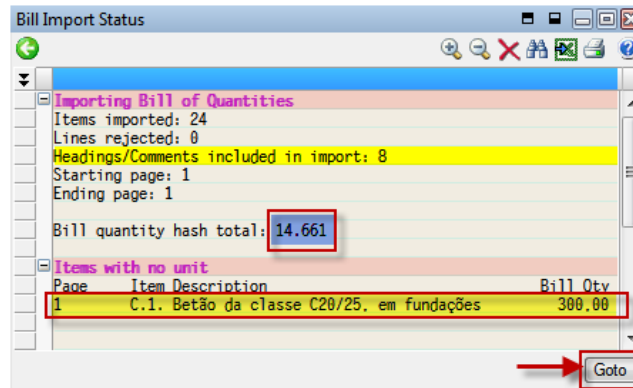 Bill Import Status
Importing Bill of Quantities
Items imported: 24
Lines rejected: 0
Headings/Comments included in import: 8
Starting page: 1
Ending page: 1
Bill quantity hash total: 14.661
Items with no unit
Page Item Description Bill Qty
1 C.1. Betão da classe C20/25, em fundações 300,00
Goto